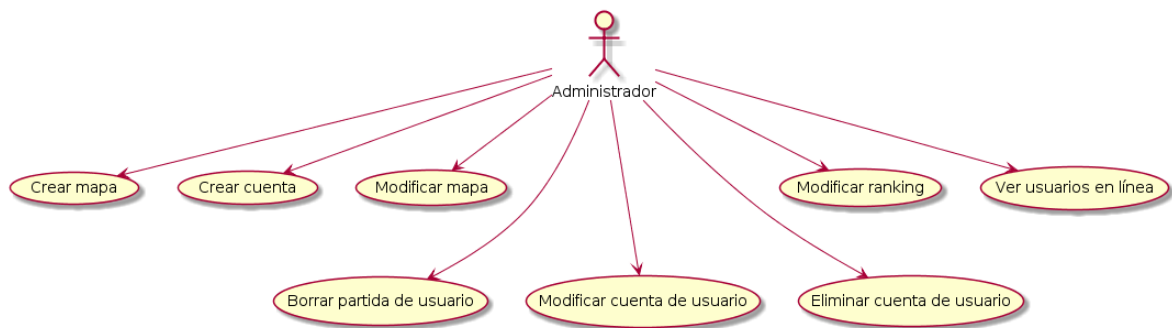 Administrador
Crear mapa
Crear cuenta
Modificar mapa
Modificar ranking
Ver usuarios en línea
Borrar partida de usuario
Modificar cuenta de usuario
Eliminar cuenta de usuario